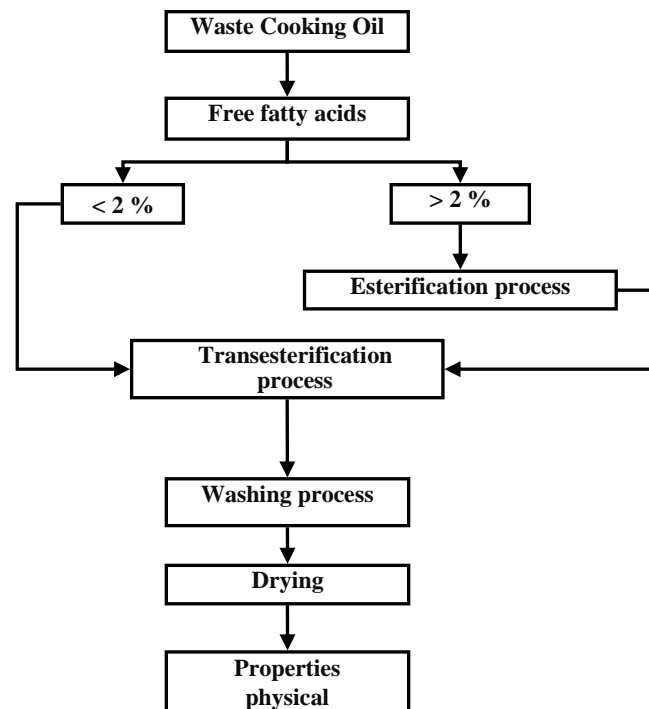 Waste Cooking Oil
Free fatty acids
< 2 %
> 2 %
Esterification process
Transesterification
process
Washing process
Drying
Properties
physical